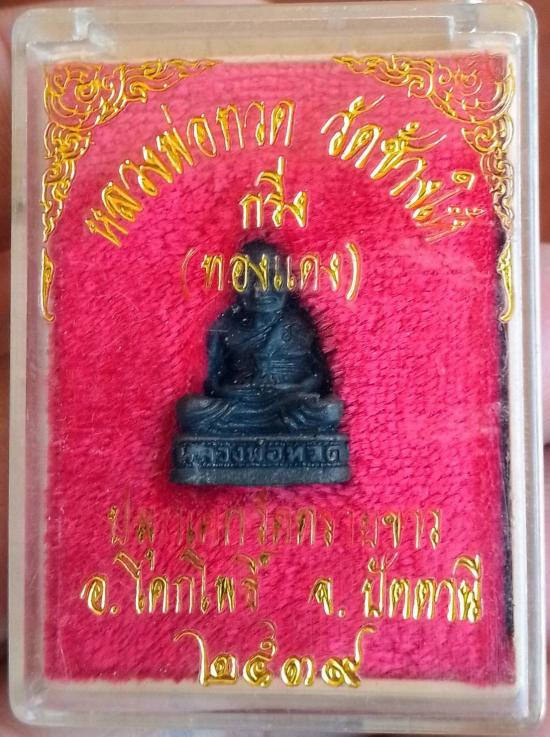 หลวงพ่อทวด วัดช้างให้
กริ่ง
(ทองแดง)
หลวงพ่อทวด
ปลุกเสกวัดทรายขาว
อ. โคกโพธิ์ จ. ปัตตานี
๒๕๓๙